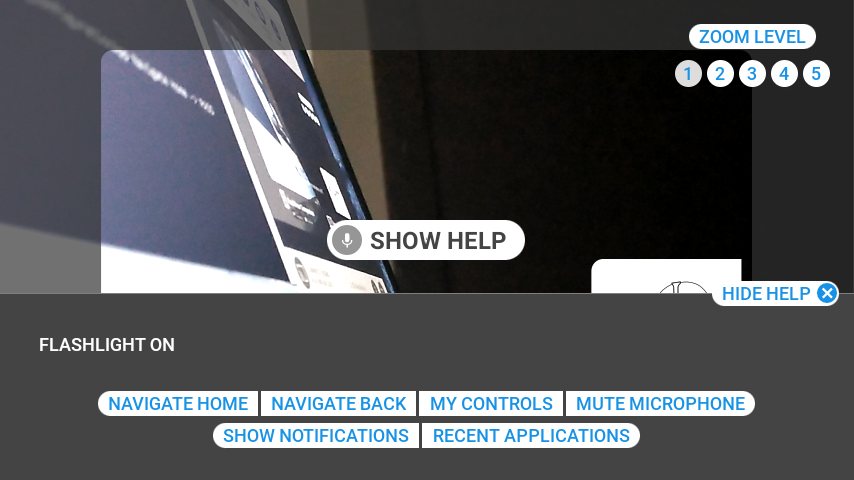 ZOOM LEVEL
1 2 3 4 5
SHOW HELP
HIDE HELP
FLASHLIGHT ON
NAVIGATE HOME NAVIGATE BACK MY CONTROLS MUTE MICROPHONE
SHOW NOTIFICATIONS RECENT APPLICATIONS